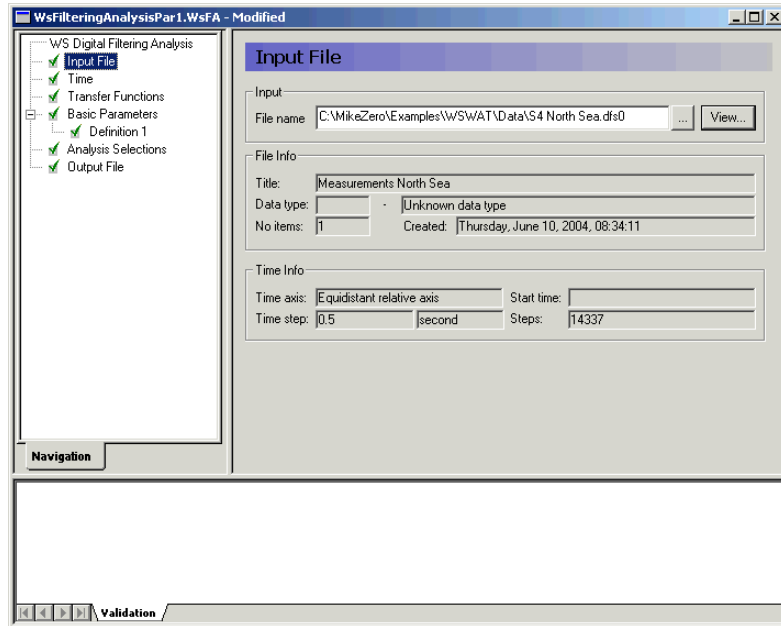 WsFilteringAnalysisPar1.WsFA - Modified
WS Digital Filtering Analysis
Input File
Time
Transfer Functions
Basic Parameters
Definition 1
Analysis Selections
Output File
Navigation
Input File
Input
File name C:\MikeZero\Examples\WSWAT\Data\S4 North Sea.dfs0 ... View...
File Info
Title: Measurements North Sea
Data type: - Unknown data type
No items: 1 Created: Thursday, June 10, 2004, 08:34:11
Time Info
Time axis: Equidistant relative axis Start time:
Time step: 0.5 second Steps: 14337
Validation